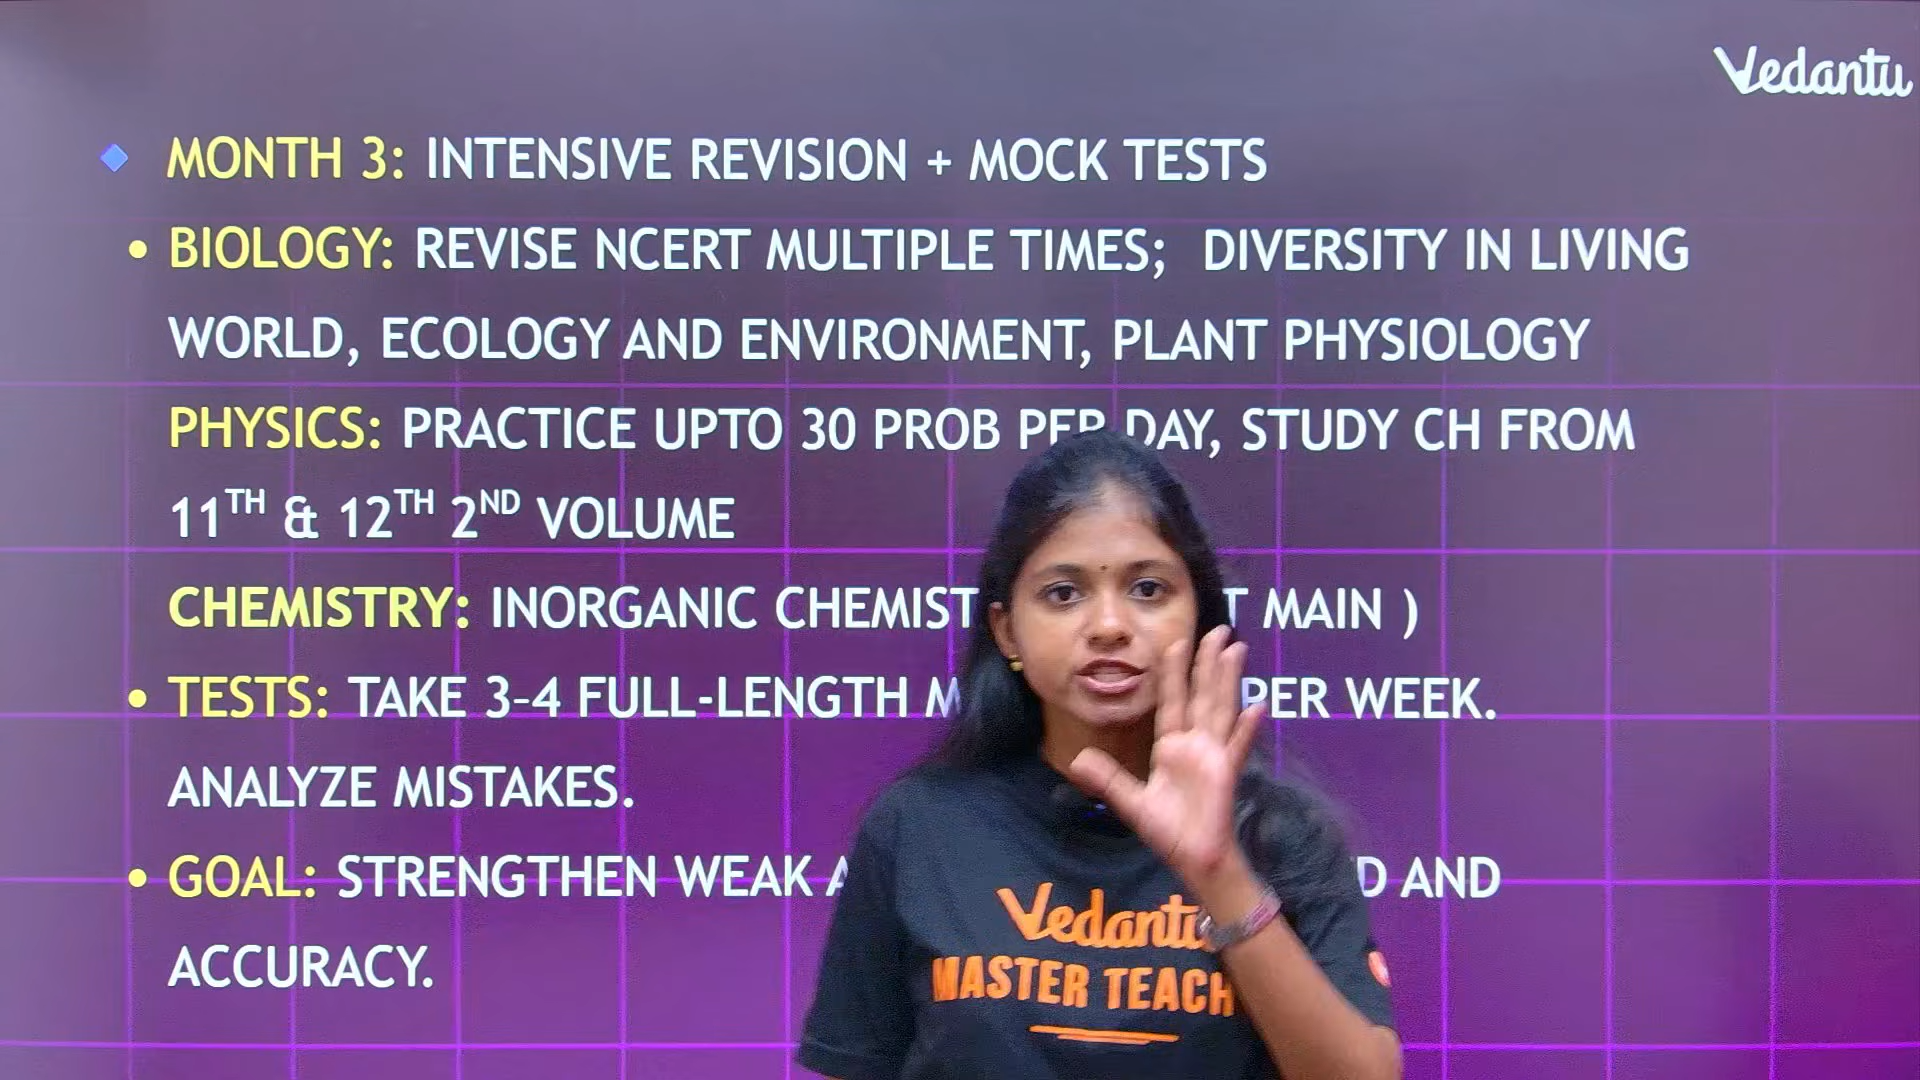 Vedantu
MONTH 3: INTENSIVE REVISION + MOCK TESTS
• BIOLOGY: REVISE NCERT MULTIPLE TIMES; DIVERSITY IN LIVING
WORLD, ECOLOGY AND ENVIRONMENT, PLANT PHYSIOLOGY
PHYSICS: PRACTICE UPTO 30 PROB PER DAY, STUDY CH FROM
11TH & 12TH 2ND VOLUME
CHEMISTRY: INORGANIC MAIN )
• TESTS: TAKE 3–4 FULL-LENGTH PER WEEK.
ANALYZE MISTAKES.
• GOAL: STRENGTHEN WEAK AND
ACCURACY.
Vedantu
MASTER